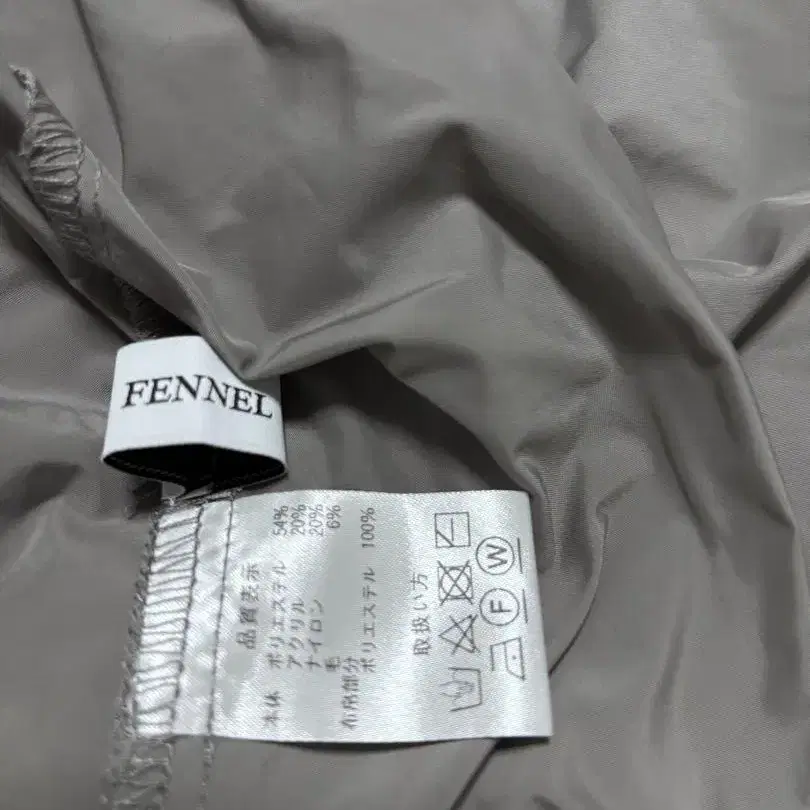 FENNEL
品質表示
本体 ポリエステル 54%
アクリル 20%
ナイロン 20%
毛 6%
布帛部分
ポリエステル 100%
取扱い方
W
F